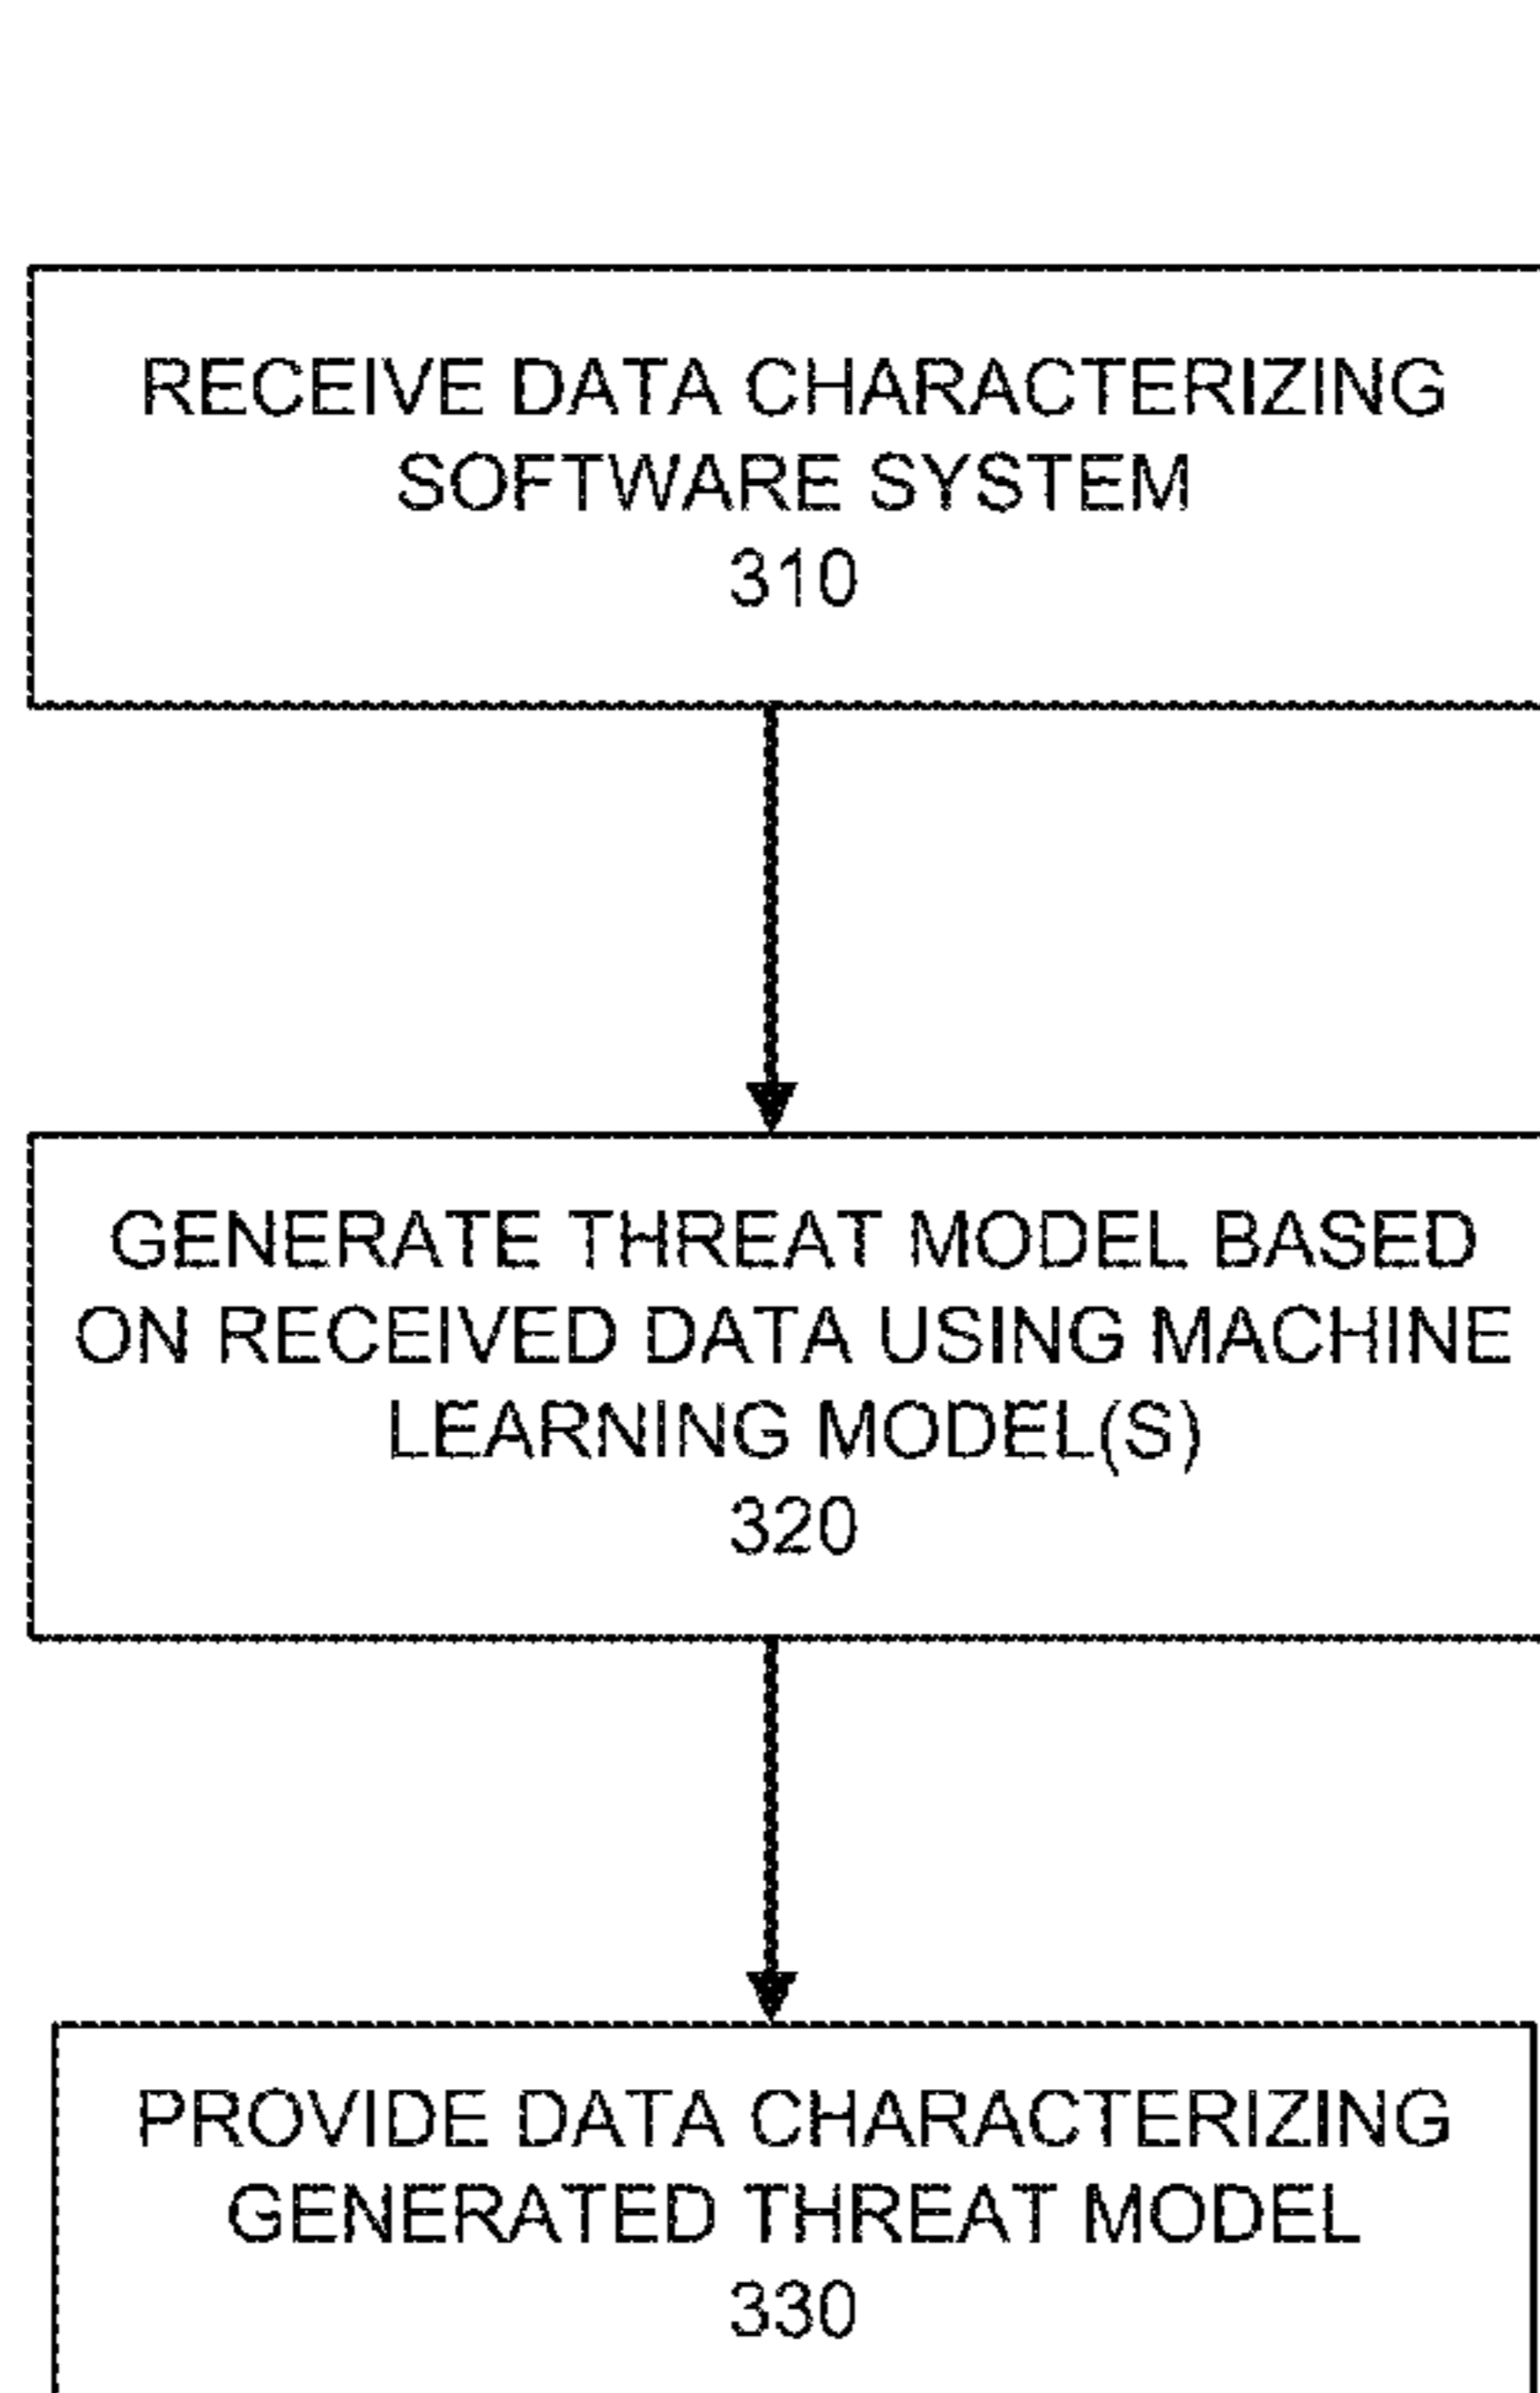 RECEIVE DATA CHARACTERIZING
SOFTWARE SYSTEM
310
GENERATE THREAT MODEL BASED
ON RECEIVED DATA USING MACHINE
LEARNING MODEL(S)
320
PROVIDE DATA CHARACTERIZING
GENERATED THREAT MODEL
330